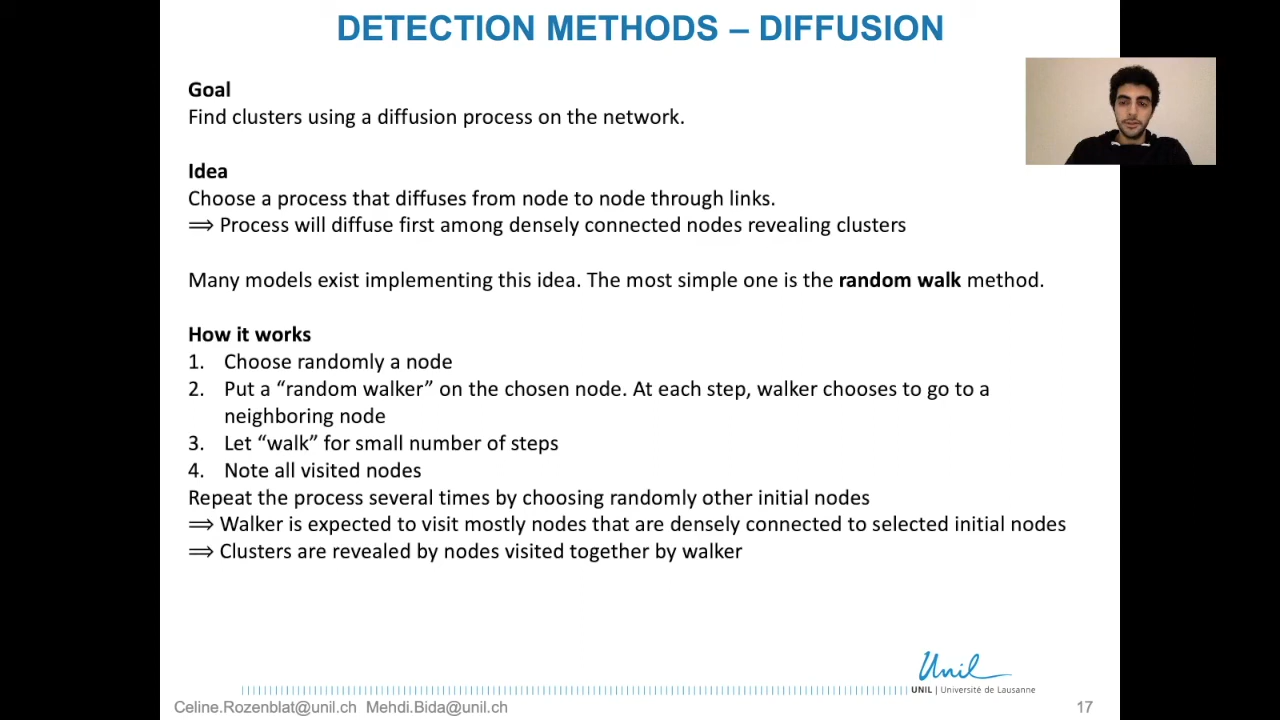 DETECTION METHODS – DIFFUSION
Goal
Find clusters using a diffusion process on the network.
Idea
Choose a process that diffuses from node to node through links.
⟹ Process will diffuse first among densely connected nodes revealing clusters
Many models exist implementing this idea. The most simple one is the random walk method.
How it works
1. Choose randomly a node
2. Put a “random walker” on the chosen node. At each step, walker chooses to go to a
neighboring node
3. Let “walk” for small number of steps
4. Note all visited nodes
Repeat the process several times by choosing randomly other initial nodes
⟹ Walker is expected to visit mostly nodes that are densely connected to selected initial nodes
⟹ Clusters are revealed by nodes visited together by walker
Unil
UNIL | Université de Lausanne
Celine.Rozenblat@unil.ch Mehdi.Bida@unil.ch
17